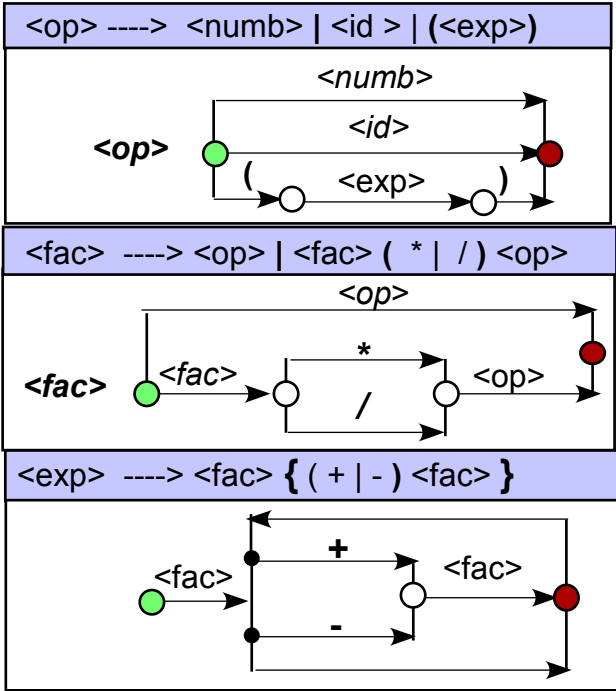 <op> ----> <numb> | <id > | (<exp>)
<numb>
<id>
<op>
( <exp> )
<fac> ----> <op> | <fac> ( * | / ) <op>
<op>
*
<fac> <fac> <op>
/
<exp> ----> <fac> { ( + | - ) <fac> }
+
<fac> <fac>
-